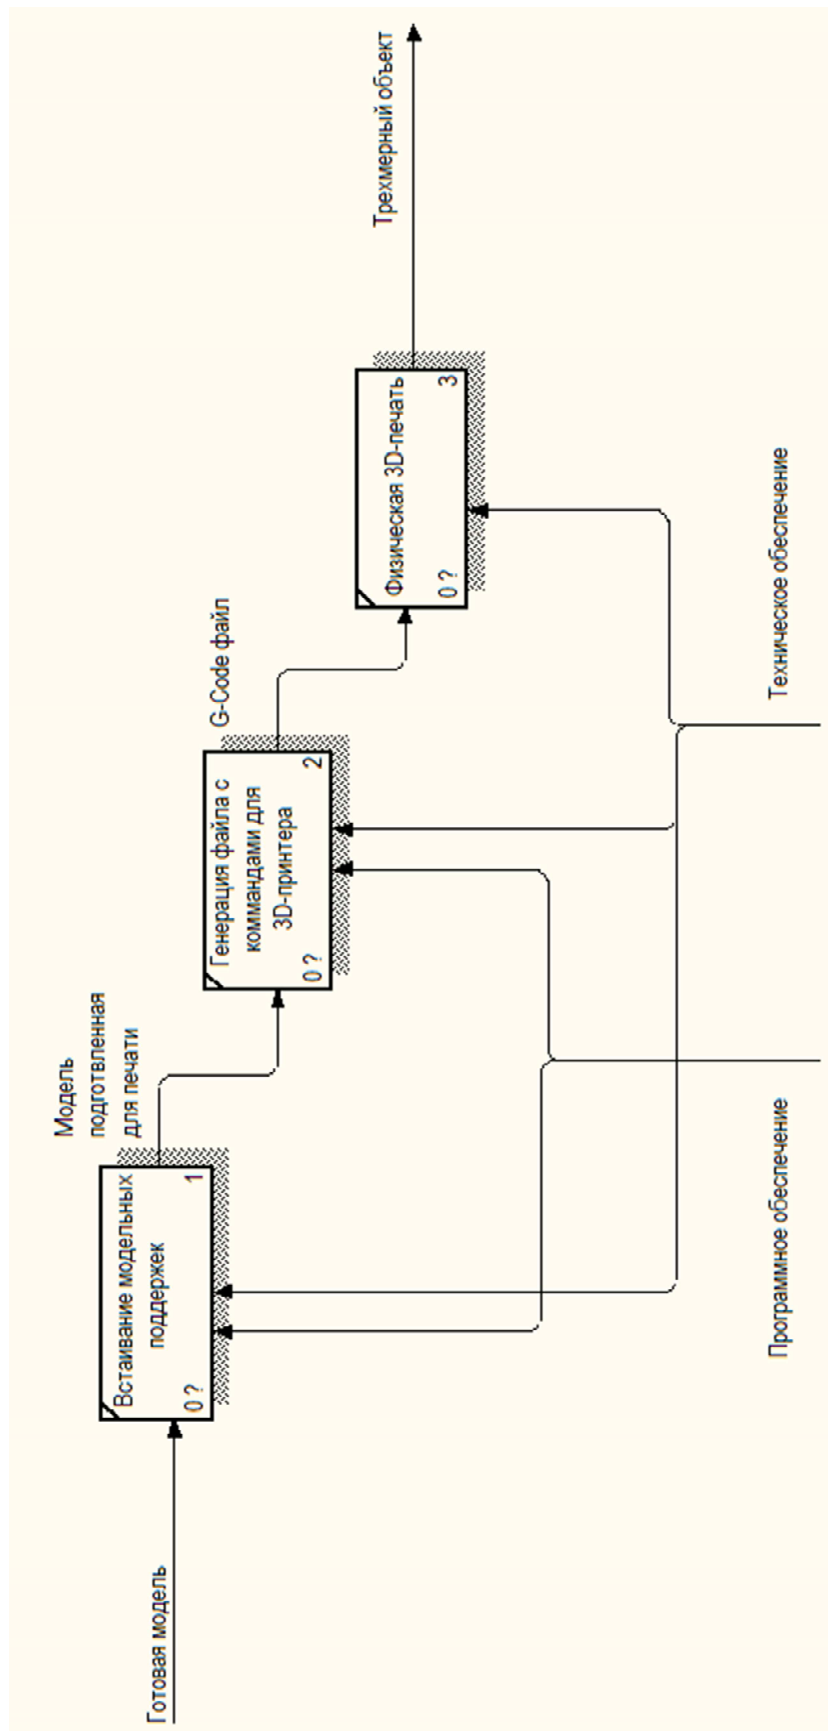 Готовая модель
Встаивание модельных
поддержек
0 ?
1
Модель
подготвленная
для печати
Генерация файла с
коммандами для
3D-принтера
0 ?
2
G-Code файл
Физическая 3D-печать
0 ?
3
Трехмерный объект
Программное обеспечение
Техническое обеспечение